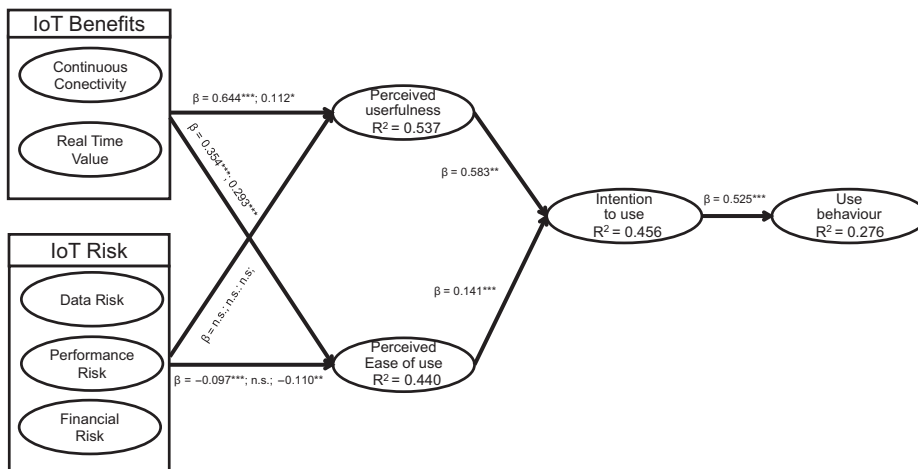 IoT Benefits
Continuous
Conectivity
Real Time
Value
IoT Risk
Data Risk
Performance
Risk
Financial
Risk
β = 0.644***; 0.112*
β = 0.354***; 0.293***
β = n.s.; n.s.: n.s;
β = −0.097***; n.s.; −0.110**
Perceived
userfulness
R² = 0.537
Perceived
Ease of use
R² = 0.440
β = 0.583**
β = 0.141***
Intention
to use
R² = 0.456
β = 0.525***
Use
behaviour
R² = 0.276